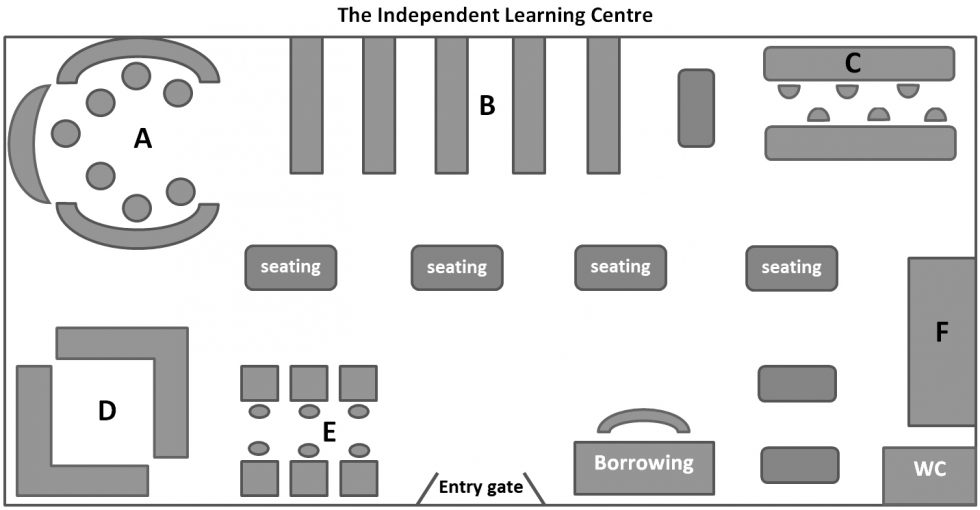 The Independent Learning Centre
C
B
A
seating
seating
seating
seating
F
D
E
Borrowing
WC
Entry gate